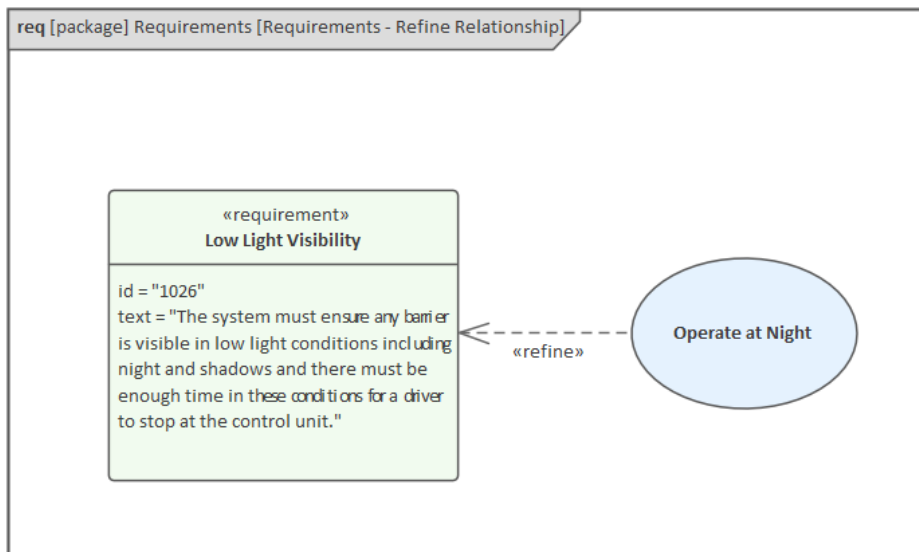 req [package] Requirements [Requirements - Refine Relationship]
«requirement»
Low Light Visibility
id = "1026"
text = "The system must ensure any barrier
is visible in low light conditions including
night and shadows and there must be
enough time in these conditions for a driver
to stop at the control unit."
Operate at Night
«refine»